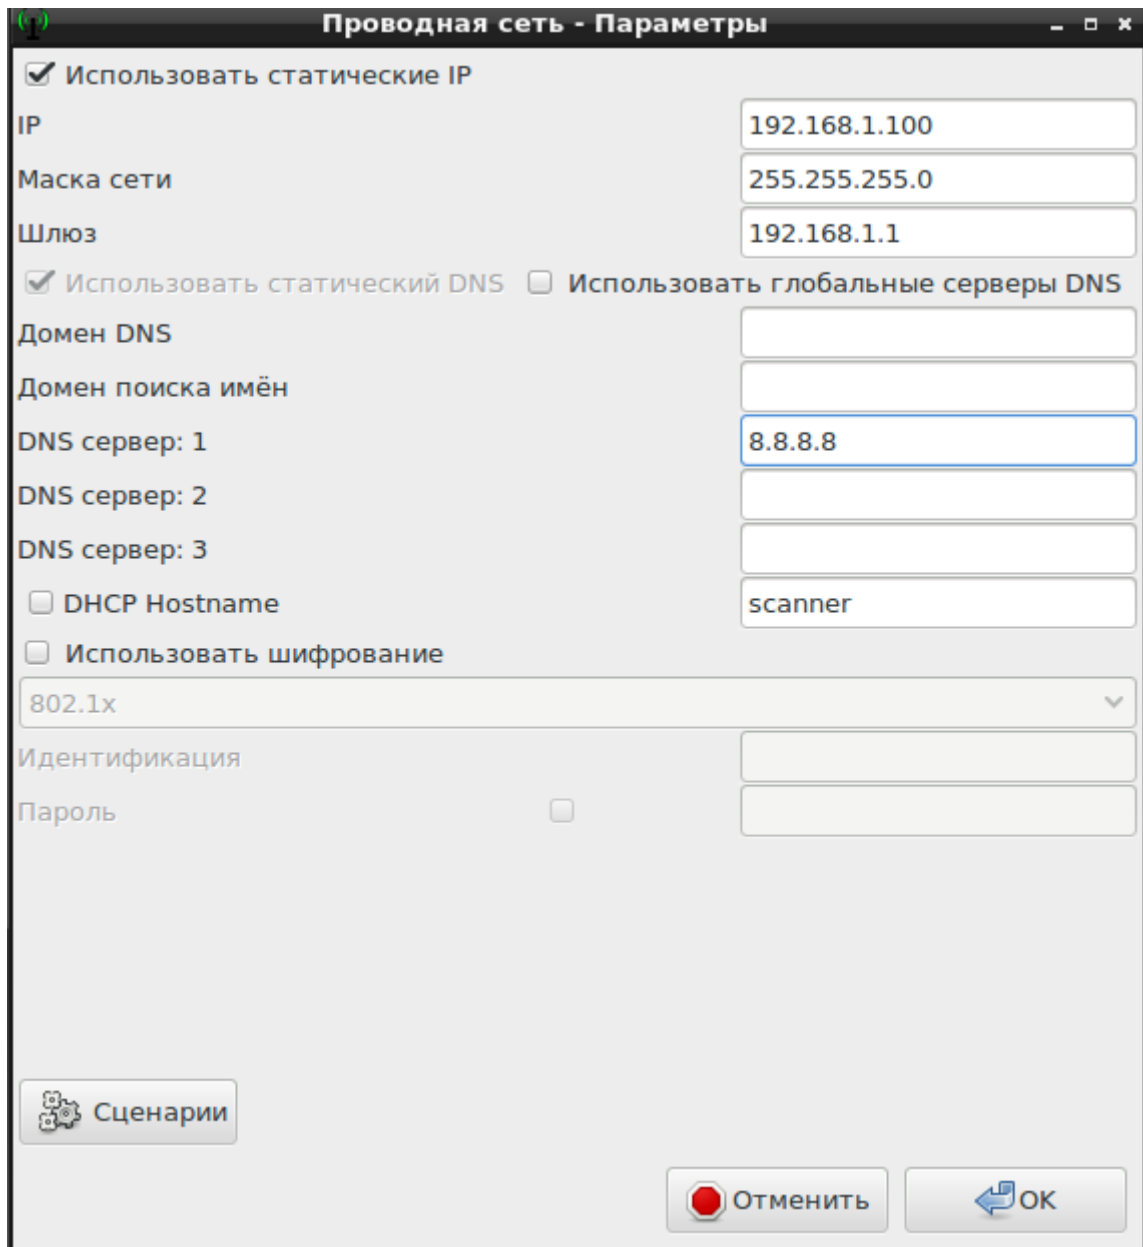 Проводная сеть - Параметры
Использовать статические IP
IP 192.168.1.100
Маска сети 255.255.255.0
Шлюз 192.168.1.1
Использовать статический DNS Использовать глобальные серверы DNS
Домен DNS
Домен поиска имён
DNS сервер: 1 8.8.8.8
DNS сервер: 2
DNS сервер: 3
DHCP Hostname scanner
Использовать шифрование
802.1x
Идентификация
Пароль
Сценарии
Отменить OK